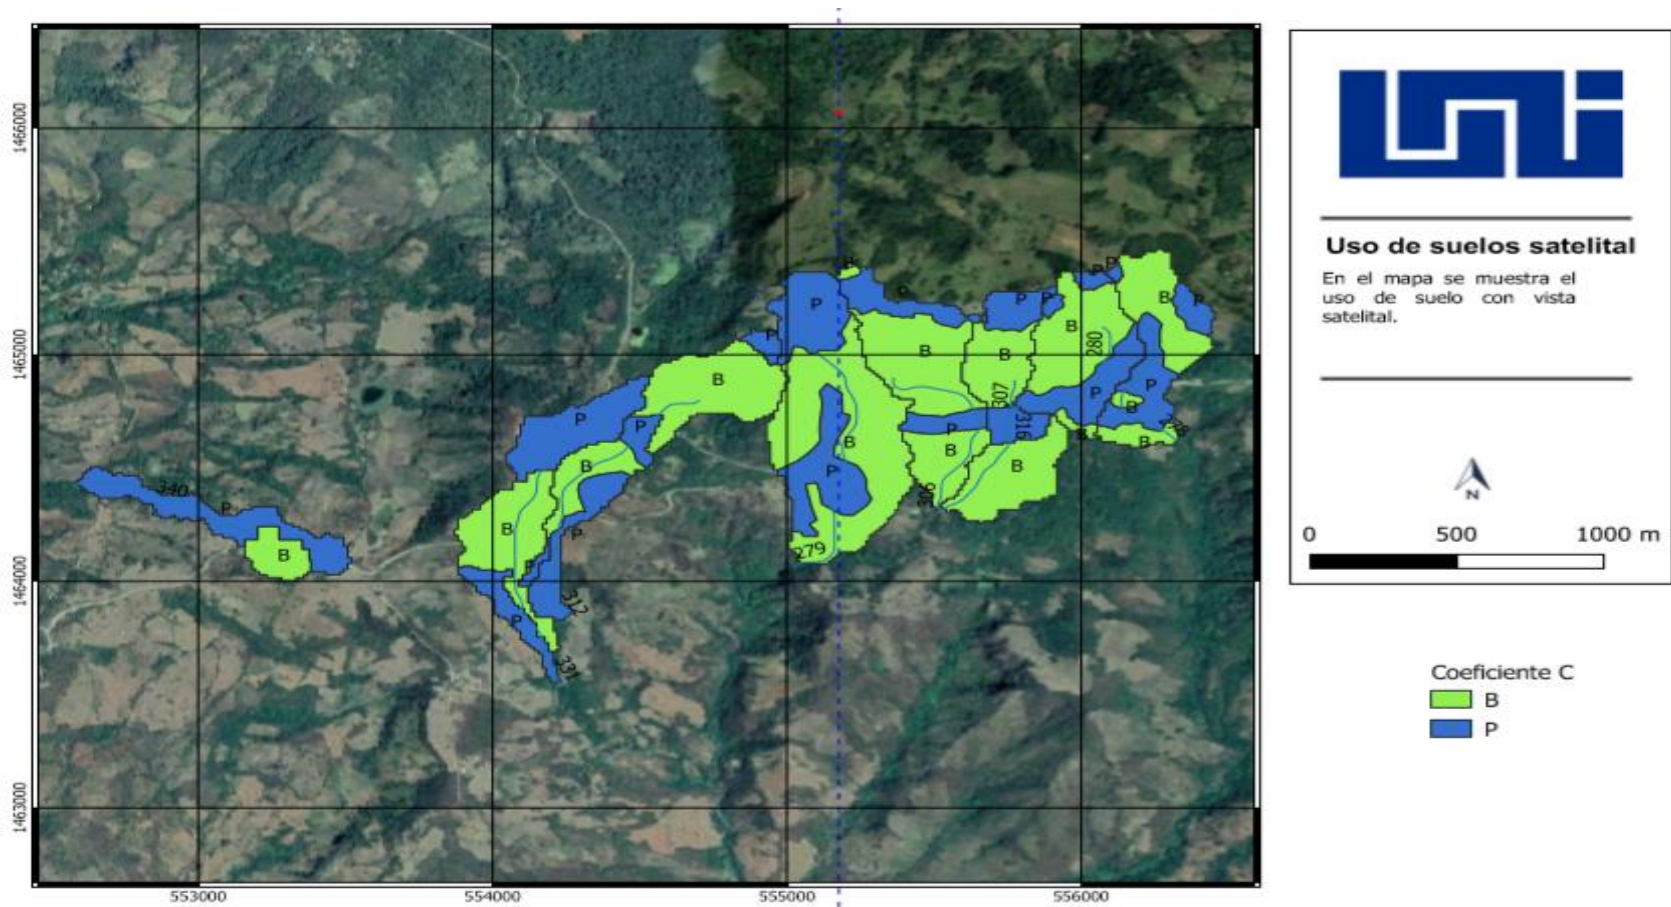 UNi
Uso de suelos satelital
En el mapa se muestra el
uso de suelo con vista
satelital.
N
0 500 1000 m
Coeficiente C
B
P
1466000
1465000
1464000
1463000
553000 554000 555000 556000
B
P
P
P
P
P
P
P
B
P
B
280
P
B
B
B
P
307
P
B
P
P
316
B
B
B
P
B
B
B
B
P
306
340
P
B
B
P
279
P
312
P
331